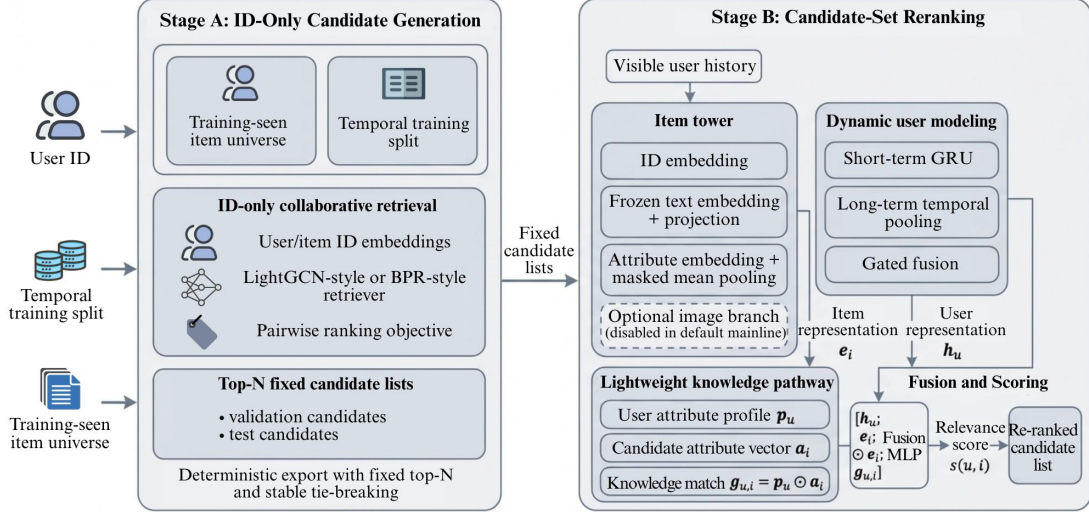 Stage A: ID-Only Candidate Generation
Training-seen
item universe
Temporal training
split
User ID
Temporal
training split
Training-seen
item universe
ID-only collaborative retrieval
User/item ID embeddings
LightGCN-style or BPR-style
retriever
Pairwise ranking objective
Top-N fixed candidate lists
• validation candidates
• test candidates
Deterministic export with fixed top-N
and stable tie-breaking
Fixed
candidate
lists
Stage B: Candidate-Set Reranking
Visible user history
Item tower
ID embedding
Frozen text embedding
+ projection
Attribute embedding +
masked mean pooling
Optional image branch
(disabled in default mainline)
Dynamic user modeling
Short-term GRU
Long-term temporal
pooling
Gated fusion
Item
representation
e_i
User
representation
h_u
Lightweight knowledge pathway
User attribute profile p_u
Candidate attribute vector a_i
Knowledge match g_{u,i} = p_u ⊙ a_i
Fusion and Scoring
[h_u;
e_i;
⊙ e_i;
g_{u,i}]
Fusion
MLP
Relevance
score
s(u, i)
Re-ranked
candidate
list